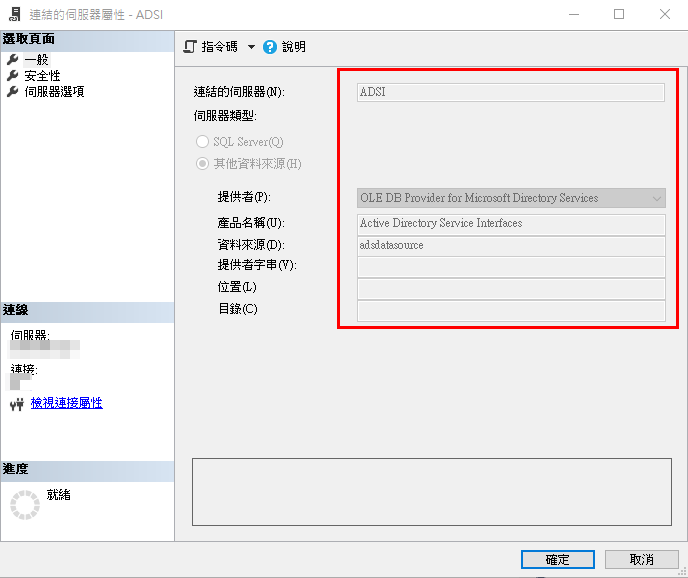 連結的伺服器屬性 - ADSI
選取頁面
一般
安全性
伺服器選項
指令碼
說明
連結的伺服器(N):
ADSI
伺服器類型:
SQL Server(Q)
其他資料來源(H)
提供者(P):
OLE DB Provider for Microsoft Directory Services
產品名稱(U):
Active Directory Service Interfaces
資料來源(D):
adsdatasource
提供者字串(V):
位置(L)
目錄(C)
連線
伺服器:
連接:
檢視連接屬性
進度
就緒
確定
取消